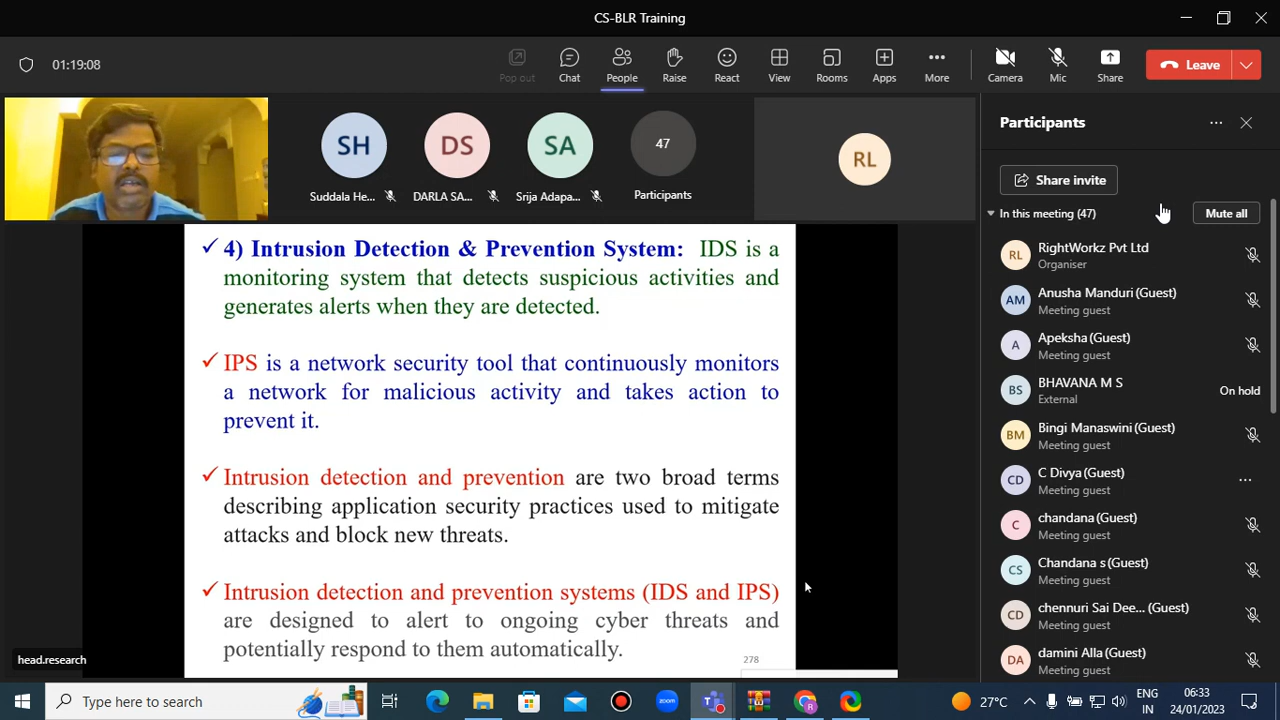 CS-BLR Training
01:19:08
Pop out
Chat
People
Raise
React
View
Rooms
Apps
More
Camera
Mic
Share
Leave
SH
DS
SA
47
RL
Suddala He...
DARLA SA...
Srija Adapa...
Participants
✓ 4) Intrusion Detection & Prevention System: IDS is a
monitoring system that detects suspicious activities and
generates alerts when they are detected.
✓ IPS is a network security tool that continuously monitors
a network for malicious activity and takes action to
prevent it.
✓ Intrusion detection and prevention are two broad terms
describing application security practices used to mitigate
attacks and block new threats.
✓ Intrusion detection and prevention systems (IDS and IPS)
are designed to alert to ongoing cyber threats and
potentially respond to them automatically.
278
head.research
Participants
Share invite
In this meeting (47)
Mute all
RL
RightWorkz Pvt Ltd
Organiser
AM
Anusha Manduri (Guest)
Meeting guest
A
Apeksha (Guest)
Meeting guest
BS
BHAVANA M S
External
On hold
BM
Bingi Manaswini (Guest)
Meeting guest
CD
C Divya (Guest)
Meeting guest
C
chandana (Guest)
Meeting guest
CS
Chandana s (Guest)
Meeting guest
CD
chennuri Sai Dee... (Guest)
Meeting guest
DA
damini Alla (Guest)
Meeting guest
Type here to search
zoom
27°C
ENG
IN
06:33
24/01/2023